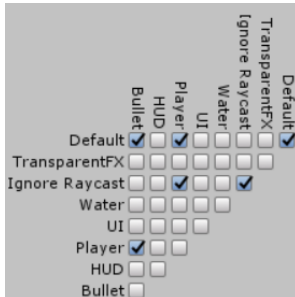 Bullet
HUD
Player
UI
Water
Ignore Raycast
TransparentFX
Default
Default
TransparentFX
Ignore Raycast
Water
UI
Player
HUD
Bullet